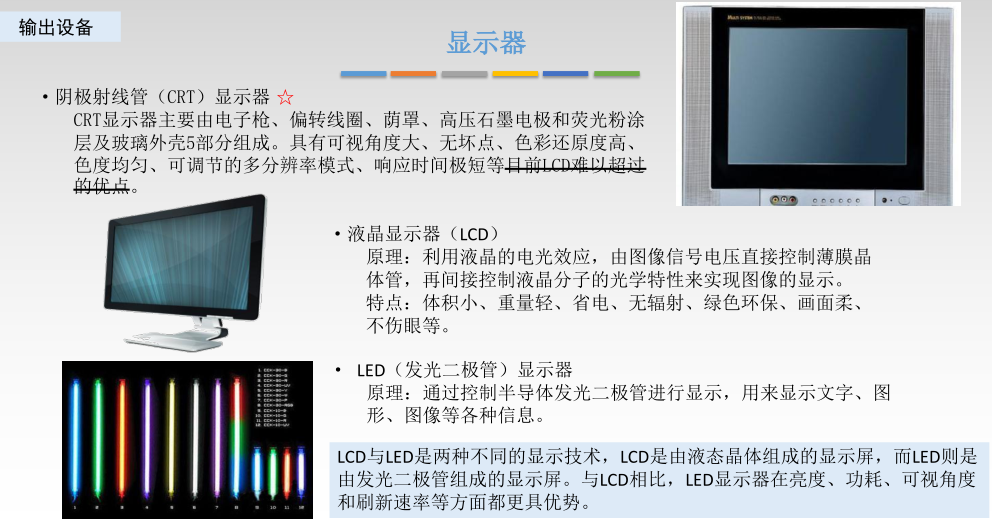 输出设备
显示器
• 阴极射线管（CRT）显示器 ☆
CRT显示器主要由电子枪、偏转线圈、荫罩、高压石墨电极和荧光粉涂
层及玻璃外壳5部分组成。具有可视角度大、无坏点、色彩还原度高、
色度均匀、可调节的多分辨率模式、响应时间极短等目前LCD难以超过
的优点。
• 液晶显示器（LCD）
原理：利用液晶的电光效应，由图像信号电压直接控制薄膜晶
体管，再间接控制液晶分子的光学特性来实现图像的显示。
特点：体积小、重量轻、省电、无辐射、绿色环保、画面柔、
不伤眼等。
• LED（发光二极管）显示器
原理：通过控制半导体发光二极管进行显示，用来显示文字、图
形、图像等各种信息。
1 2 3 4 5 6 7 8 9 10 11 12
LCD与LED是两种不同的显示技术，LCD是由液态晶体组成的显示屏，而LED则是
由发光二极管组成的显示屏。与LCD相比，LED显示器在亮度、功耗、可视角度
和刷新速率等方面都更具优势。